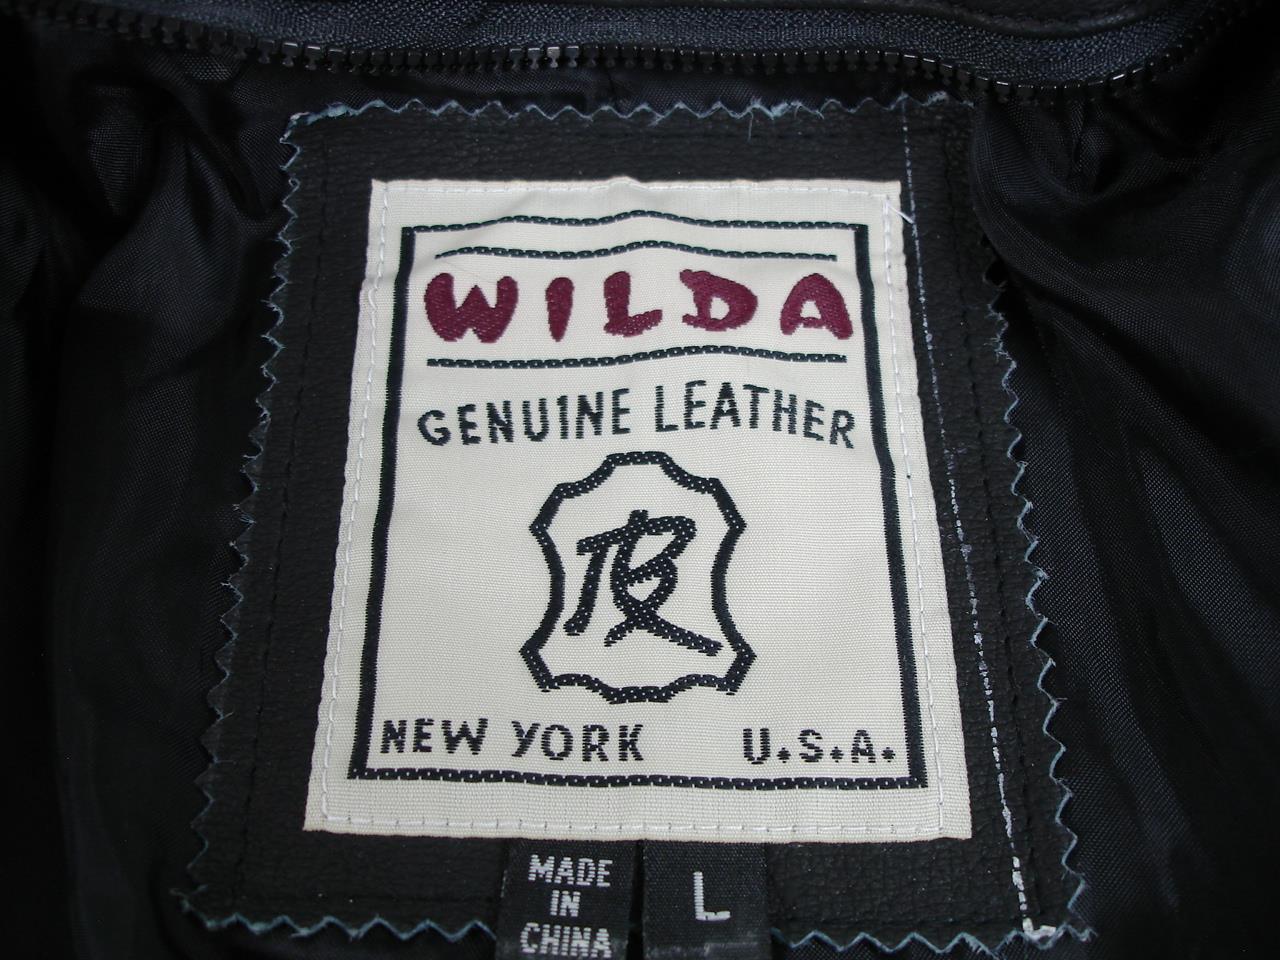 WILDA
GENUINE LEATHER
皮
NEW YORK U.S.A.
MADE
IN
CHINA
L